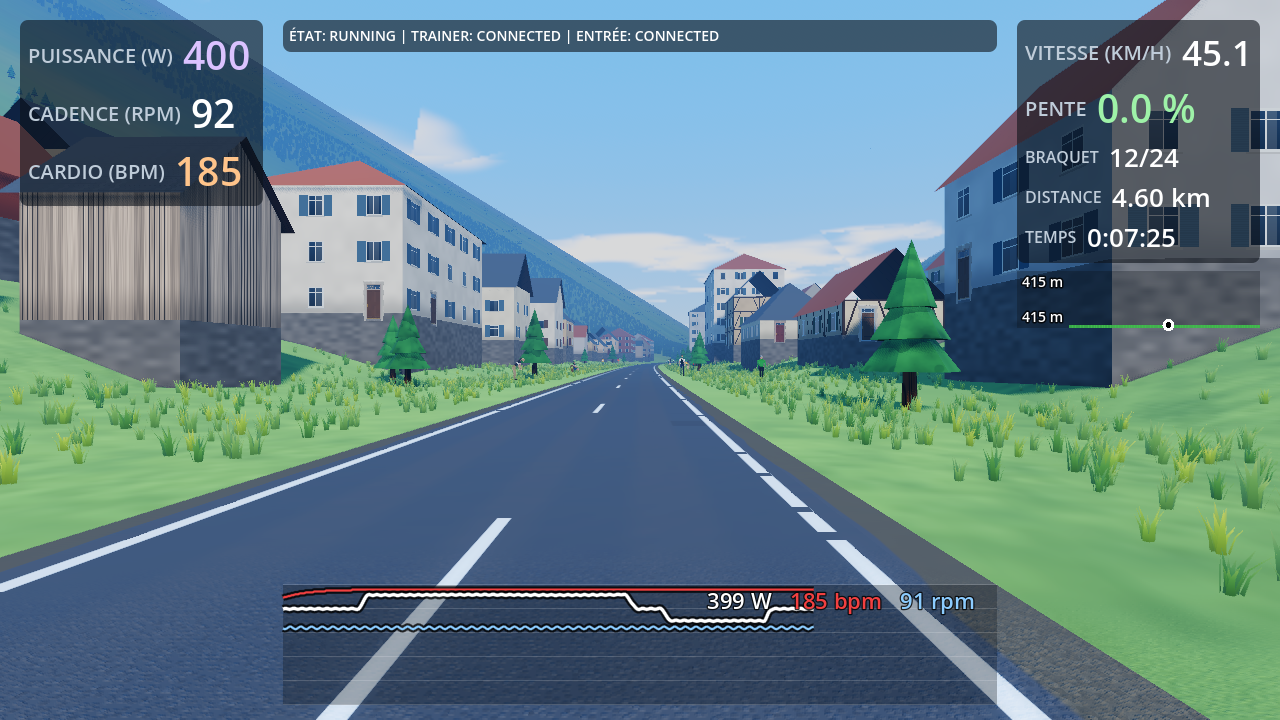 PUISSANCE (W) 400
CADENCE (RPM) 92
CARDIO (BPM) 185
ÉTAT: RUNNING | TRAINER: CONNECTED | ENTRÉE: CONNECTED
VITESSE (KM/H) 45.1
PENTE 0.0 %
BRAQUET 12/24
DISTANCE 4.60 km
TEMPS 0:07:25
415 m
415 m
399 W 185 bpm 91 rpm